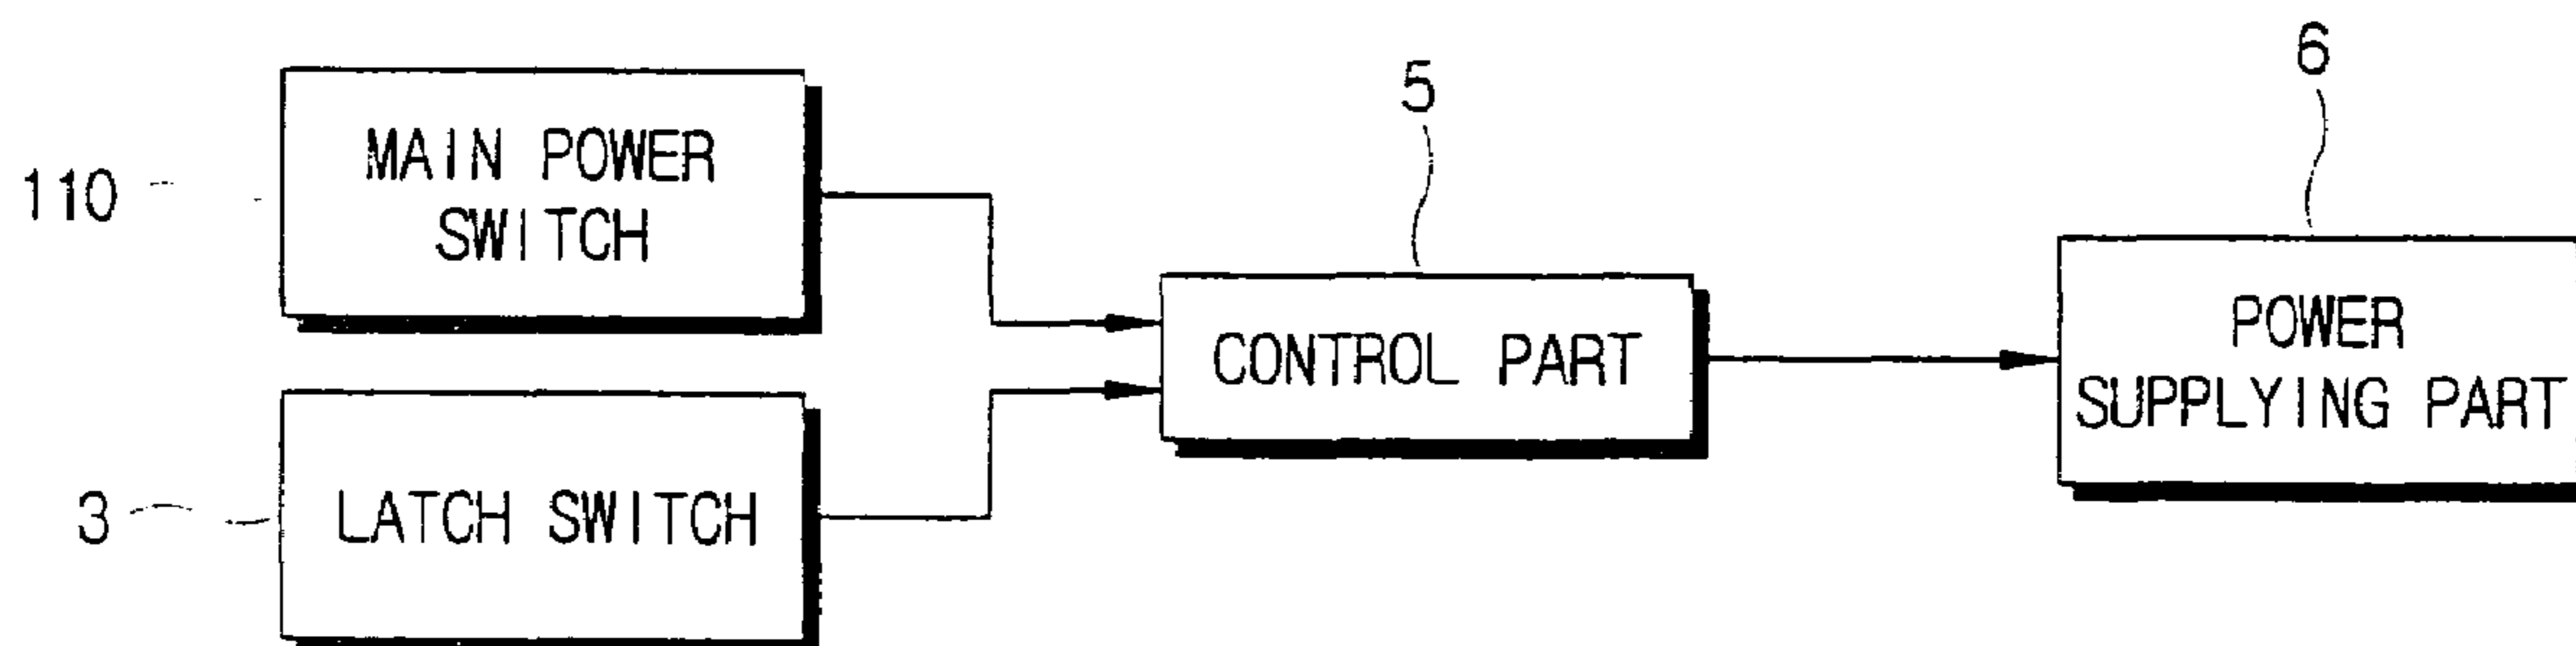 6
5
MAIN POWER
SWITCH
110
POWER
SUPPLYING PART
CONTROL PART
3
LATCH SWITCH